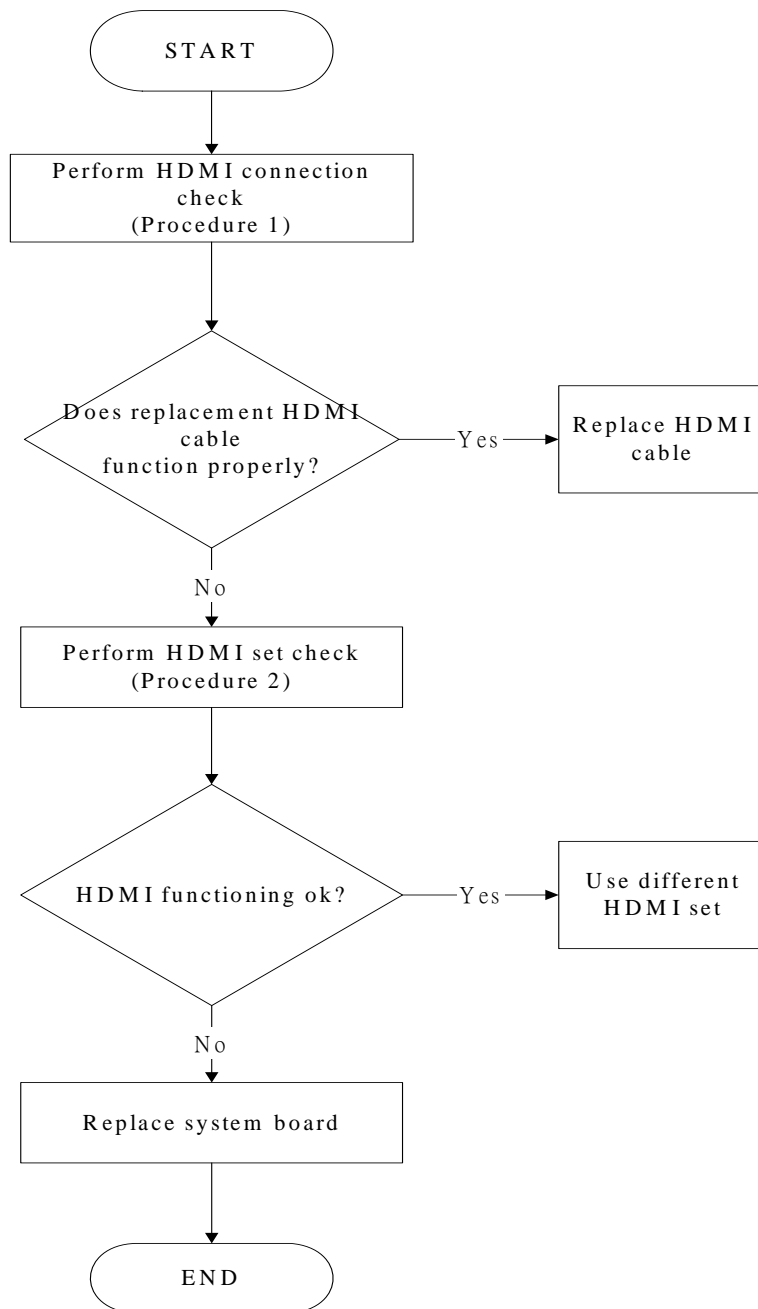 START
Perform HDMI connection
check
(Procedure 1)
Does replacement HDMI
cable
function properly?
Yes
Replace HDMI
cable
No
Perform HDMI set check
(Procedure 2)
HDMI functioning ok?
Yes
Use different
HDMI set
No
Replace system board
END